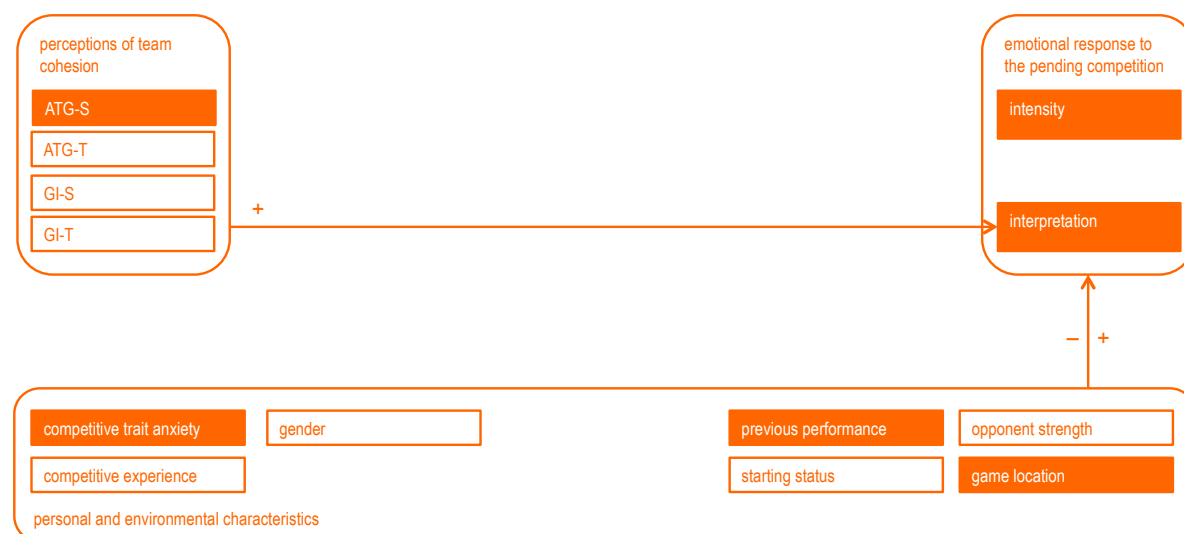 perceptions of team
cohesion
ATG-S
ATG-T
GI-S
GI-T
+
emotional response to
the pending competition
intensity
interpretation
– +
competitive trait anxiety
gender
previous performance
opponent strength
competitive experience
starting status
game location
personal and environmental characteristics